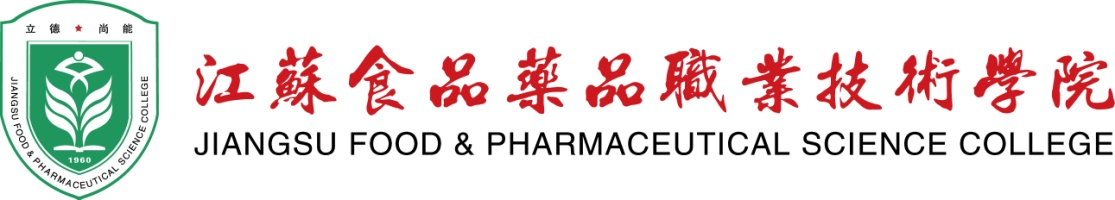 立德★尚能
JIANGSU FOOD & PHARMACEUTICAL SCIENCE COLLEGE
1960
江蘇食品藥品職業技術學院
JIANGSU FOOD & PHARMACEUTICAL SCIENCE COLLEGE